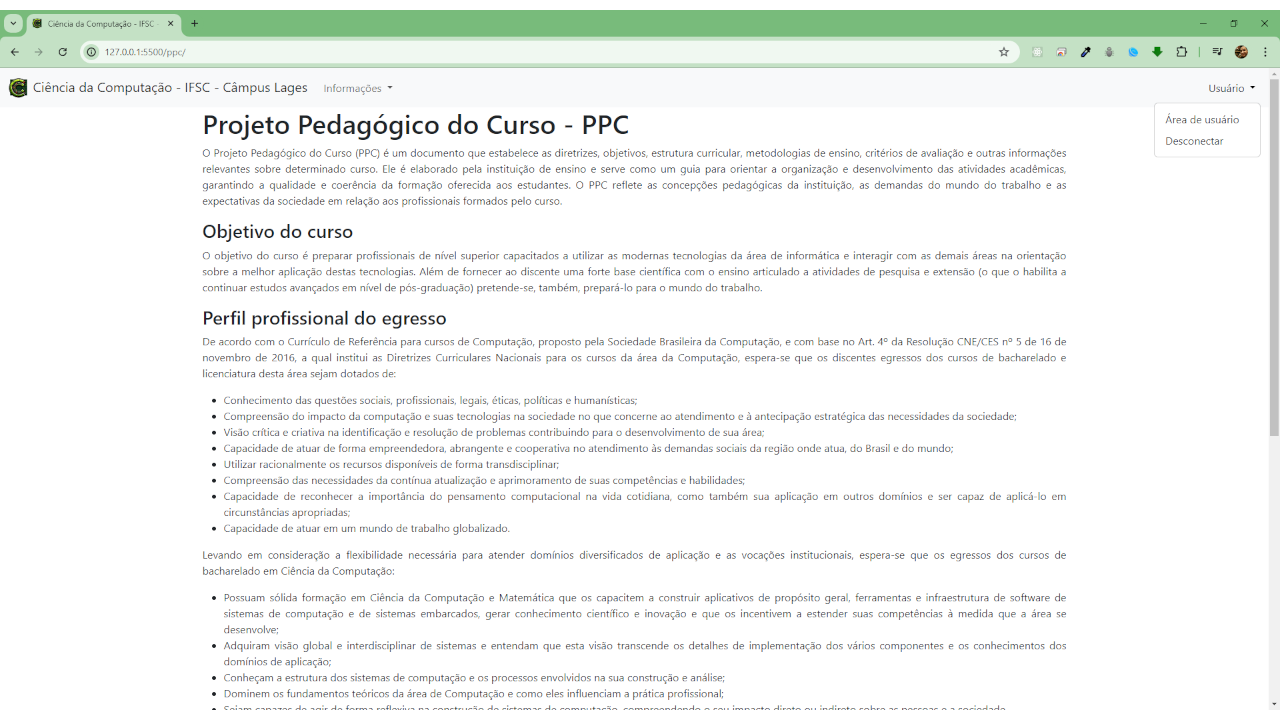 Ciência da Computação - IFSC -
127.0.0.1:5500/ppc/
Ciência da Computação - IFSC - Câmpus Lages
Informações
Usuário
Área de usuário
Desconectar
Projeto Pedagógico do Curso - PPC
O Projeto Pedagógico do Curso (PPC) é um documento que estabelece as diretrizes, objetivos, estrutura curricular, metodologias de ensino, critérios de avaliação e outras informações
relevantes sobre determinado curso. Ele é elaborado pela instituição de ensino e serve como um guia para orientar a organização e desenvolvimento das atividades acadêmicas,
garantindo a qualidade e coerência da formação oferecida aos estudantes. O PPC reflete as concepções pedagógicas da instituição, as demandas do mundo do trabalho e as
expectativas da sociedade em relação aos profissionais formados pelo curso.
Objetivo do curso
O objetivo do curso é preparar profissionais de nível superior capacitados a utilizar as modernas tecnologias da área de informática e interagir com as demais áreas na orientação
sobre a melhor aplicação destas tecnologias. Além de fornecer ao discente uma forte base científica com o ensino articulado a atividades de pesquisa e extensão (o que o habilita a
continuar estudos avançados em nível de pós-graduação) pretende-se, também, prepará-lo para o mundo do trabalho.
Perfil profissional do egresso
De acordo com o Currículo de Referência para cursos de Computação, proposto pela Sociedade Brasileira da Computação, e com base no Art. 4º da Resolução CNE/CES nº 5 de 16 de
novembro de 2016, a qual institui as Diretrizes Curriculares Nacionais para os cursos da área da Computação, espera-se que os discentes egressos dos cursos de bacharelado e
licenciatura desta área sejam dotados de:
• Conhecimento das questões sociais, profissionais, legais, éticas, políticas e humanísticas;
• Compreensão do impacto da computação e suas tecnologias na sociedade no que concerne ao atendimento e à antecipação estratégica das necessidades da sociedade;
• Visão crítica e criativa na identificação e resolução de problemas contribuindo para o desenvolvimento de sua área;
• Capacidade de atuar de forma empreendedora, abrangente e cooperativa no atendimento às demandas sociais da região onde atua, do Brasil e do mundo;
• Utilizar racionalmente os recursos disponíveis de forma transdisciplinar;
• Compreensão das necessidades da contínua atualização e aprimoramento de suas competências e habilidades;
• Capacidade de reconhecer a importância do pensamento computacional na vida cotidiana, como também sua aplicação em outros domínios e ser capaz de aplicá-lo em
circunstâncias apropriadas;
• Capacidade de atuar em um mundo de trabalho globalizado.
Levando em consideração a flexibilidade necessária para atender domínios diversificados de aplicação e as vocações institucionais, espera-se que os egressos dos cursos de
bacharelado em Ciência da Computação:
• Possuam sólida formação em Ciência da Computação e Matemática que os capacitem a construir aplicativos de propósito geral, ferramentas e infraestrutura de software de
sistemas de computação e de sistemas embarcados, gerar conhecimento científico e inovação e que os incentivem a estender suas competências à medida que a área se
desenvolve;
• Adquiram visão global e interdisciplinar de sistemas e entendam que esta visão transcende os detalhes de implementação dos vários componentes e os conhecimentos dos
domínios de aplicação;
• Conheçam a estrutura dos sistemas de computação e os processos envolvidos na sua construção e análise;
• Dominem os fundamentos teóricos da área de Computação e como eles influenciam a prática profissional;
• Sejam capazes de agir de forma reflexiva na construção de sistemas de computação, compreendendo o seu impacto direto ou indireto sobre as pessoas e a sociedade